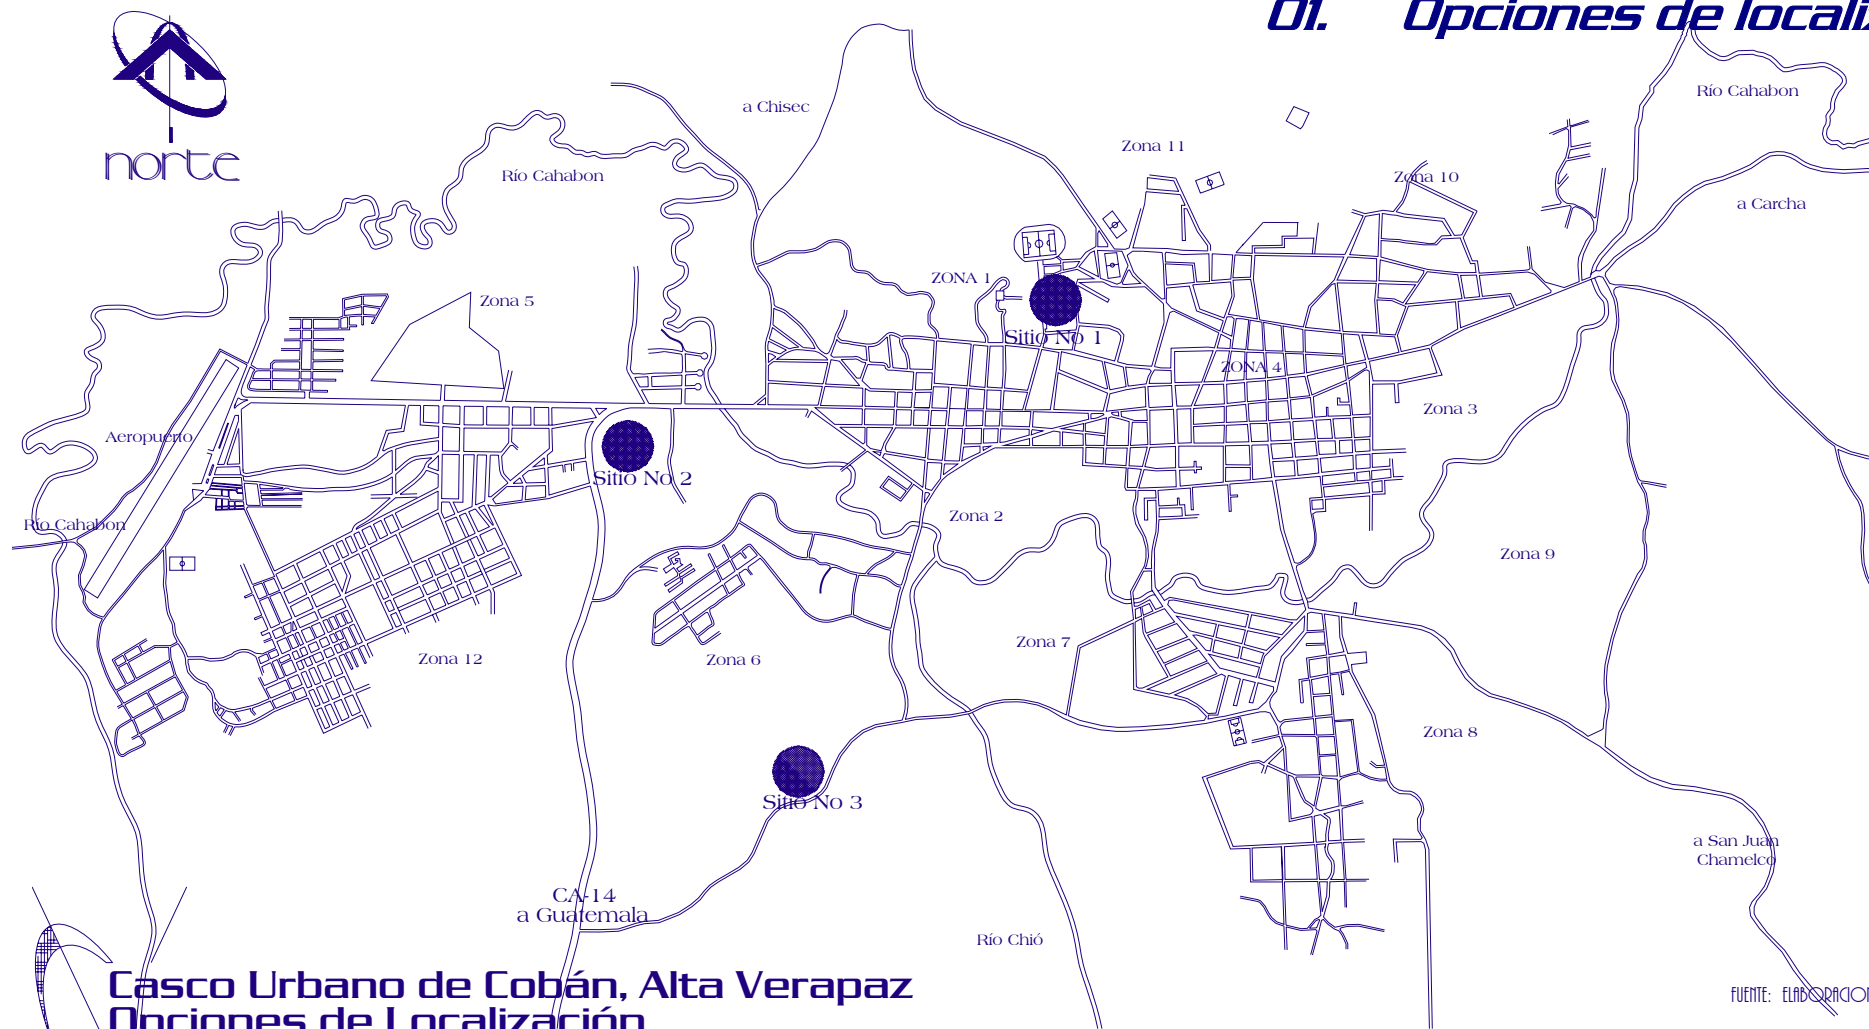 01. Opciones de localiz
norte
a Chisec
Río Cahabon
Río Cahabon
Zona 11
Zona 10
a Carcha
ZONA 1
Zona 5
Sitio No 1
ZONA 4
Zona 3
Aeropuerto
Sitio No 2
Río Cahabon
Zona 2
Zona 9
Zona 7
Zona 12
Zona 6
Zona 8
Sitio No 3
a San Juan
Chamelco
CA-14
a Guatemala
Río Chió
Casco Urbano de Cobán, Alta Verapaz
Opciones de Localización
FUENTE: ELABORACION